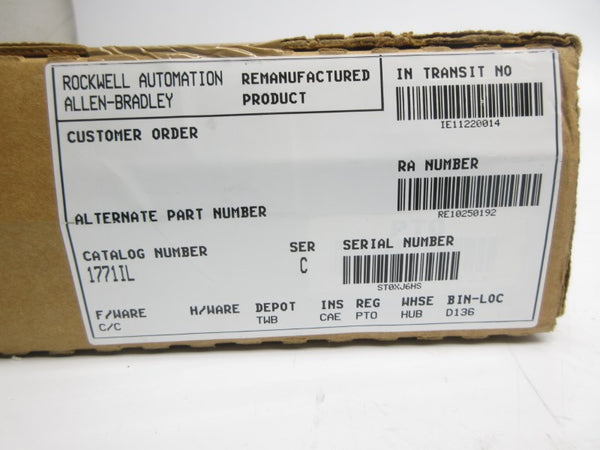 ROCKWELL AUTOMATION REMANUFACTURED
ALLEN-BRADLEY PRODUCT
IN TRANSIT NO
IE11220014
CUSTOMER ORDER
RA NUMBER
RE10250192
ALTERNATE PART NUMBER
CATALOG NUMBER SER SERIAL NUMBER
1771IL C
ST0XJ6HS
F/WARE H/WARE DEPOT INS REG WHSE BIN-LOC
C/C TWB CAE PTO HUB D136